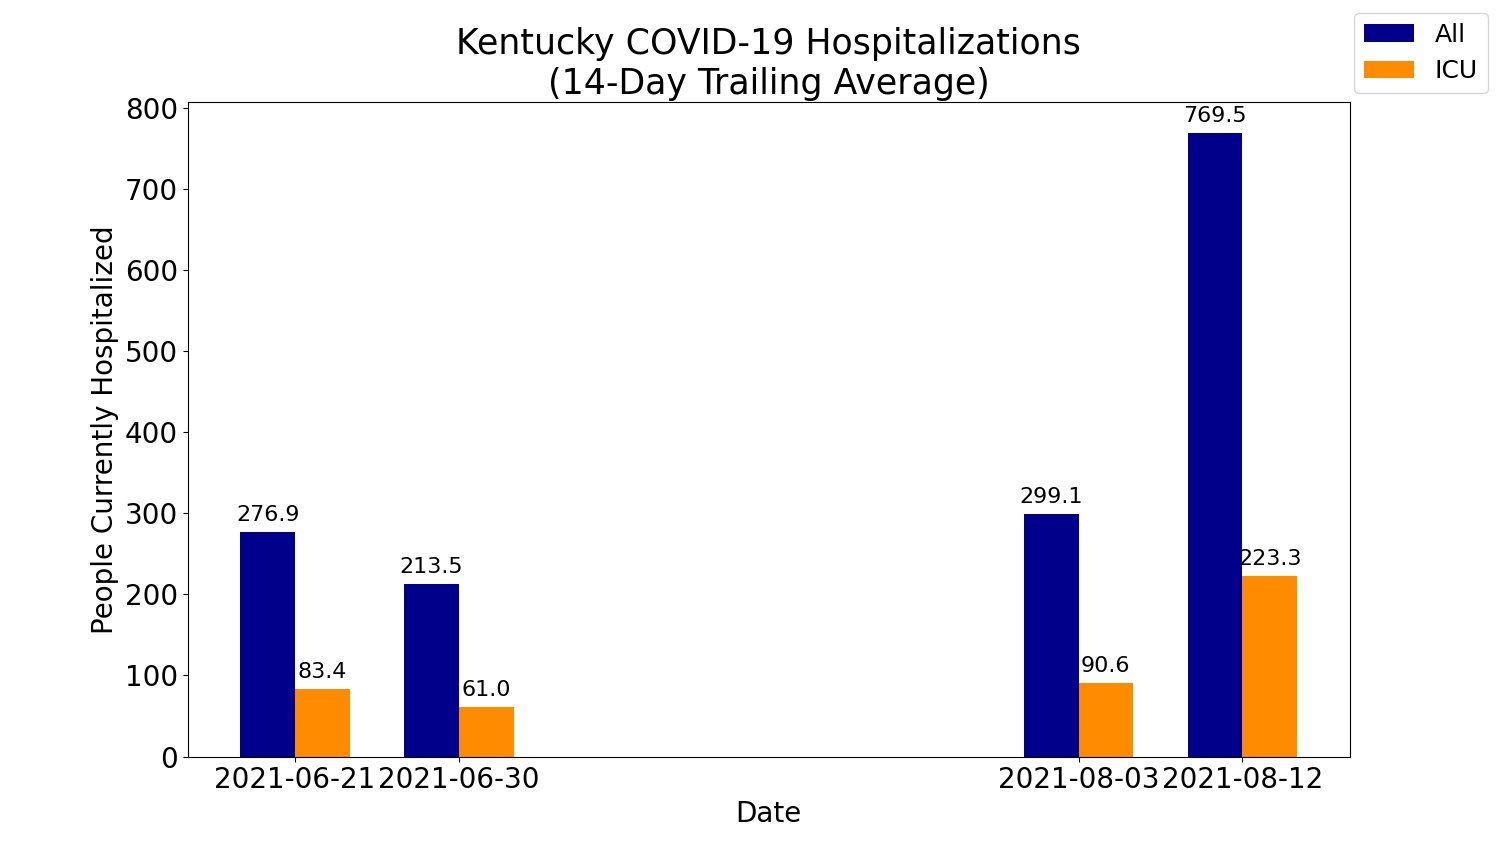 Kentucky COVID-19 Hospitalizations
(14-Day Trailing Average)
All
ICU
People Currently Hospitalized
800
700
600
500
400
300
200
100
0
276.9
83.4
213.5
61.0
299.1
90.6
769.5
223.3
2021-06-21 2021-06-30 2021-08-03 2021-08-12
Date